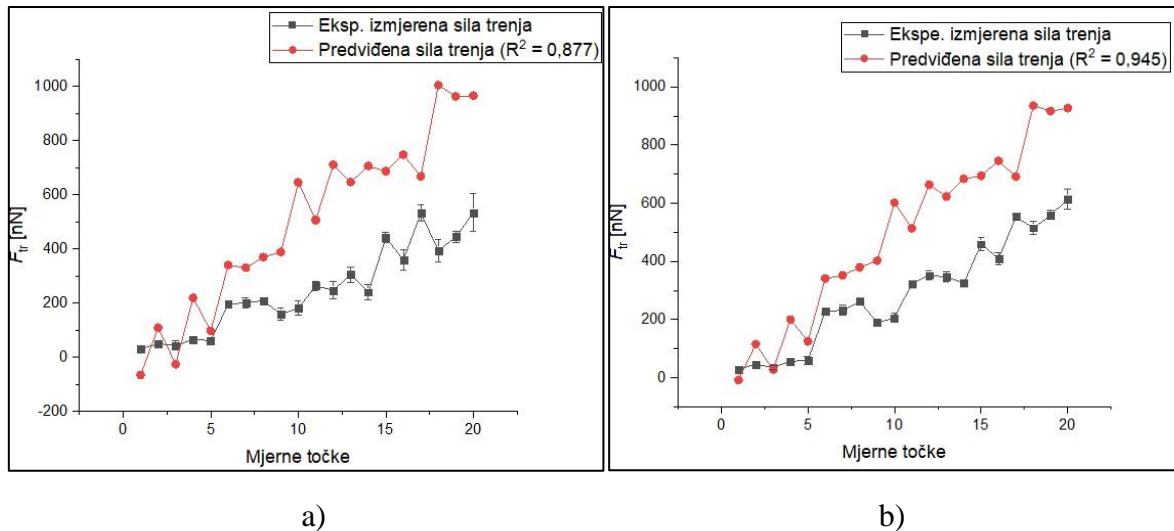 Eksp. izmjerena sila trenja
Predviđena sila trenja (R² = 0,877)
1000
800
600
400
200
0
-200
F_tr [nN]
0 5 10 15 20
Mjerne točke
a)
Ekspe. izmjerena sila trenja
Predviđena sila trenja (R² = 0,945)
1000
800
600
400
200
0
F_tr [nN]
0 5 10 15 20
Mjerne točke
b)